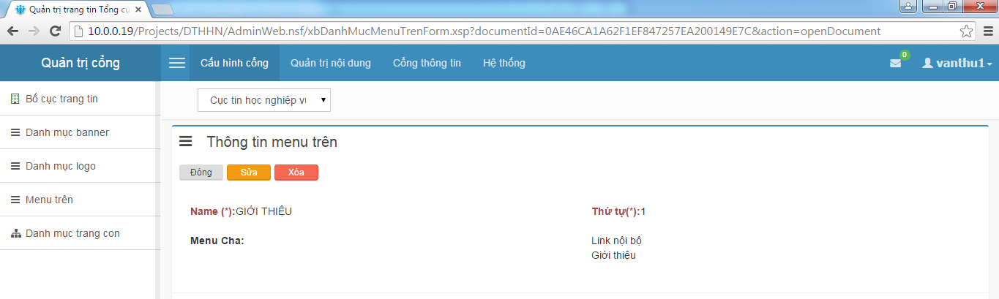 Quản trị trang tin Tổng cụ
10.0.0.19/Projects/DTHHN/AdminWeb.nsf/xbDanhMucMenuTrenForm.xsp?documentId=0AE46CA1A62F1EF847257EA200149E7C&action=openDocument
Quản trị cổng
Cấu hình cổng Quản trị nội dung Cổng thông tin Hệ thống 0 vanthu1
Bố cục trang tin
Danh mục banner
Danh mục logo
Menu trên
Danh mục trang con
Cục tin học nghiệp vụ
Thông tin menu trên
Đóng Sửa Xóa
Name (*):GIỚI THIỆU Thứ tự(*):1
Menu Cha: Link nội bộ
Giới thiệu